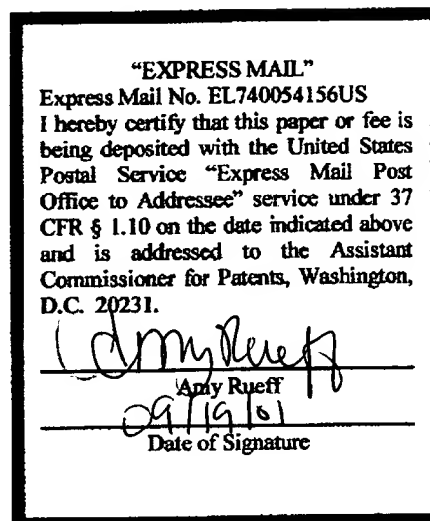 “EXPRESS MAIL”
Express Mail No. EL740054156US
I hereby certify that this paper or fee is
being deposited with the United States
Postal Service “Express Mail Post
Office to Addressee” service under 37
CFR § 1.10 on the date indicated above
and is addressed to the Assistant
Commissioner for Patents, Washington,
D.C. 20231.
Amy Rueff
Amy Rueff
09/19/01
Date of Signature